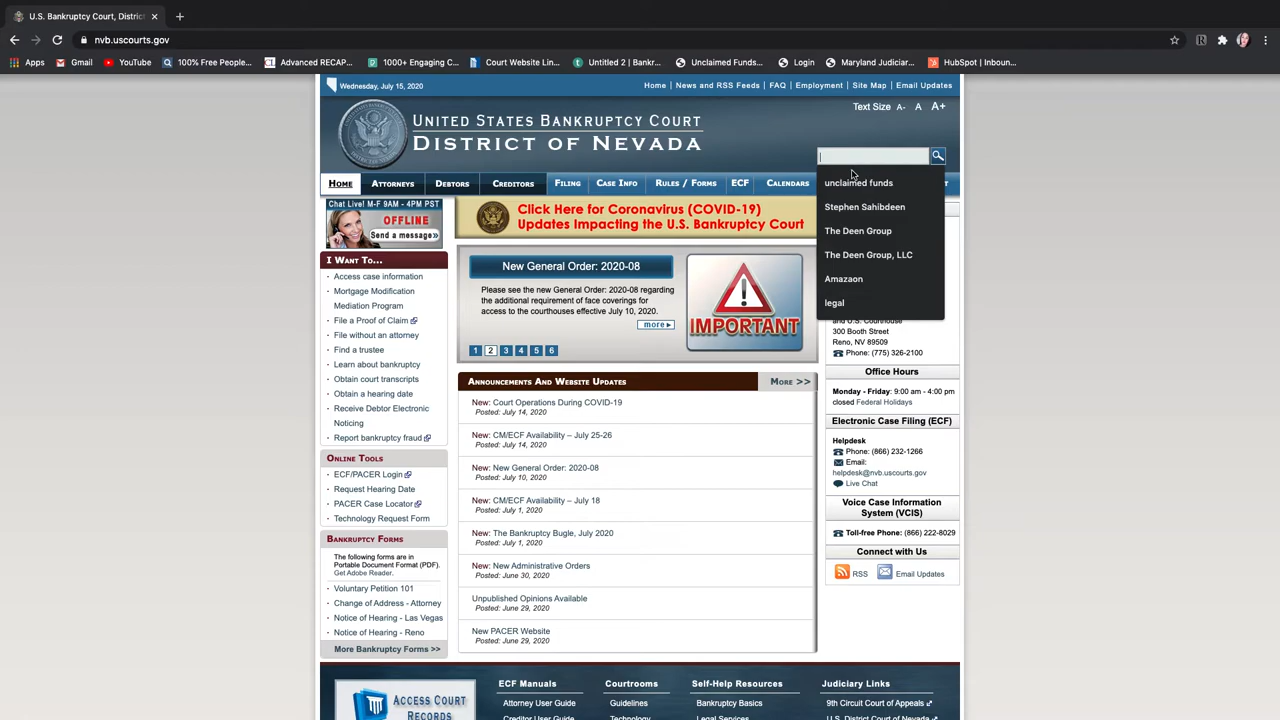 nvb.uscourts.gov
Apps
Gmail
YouTube
100% Free People...
Advanced RECAP...
1000+ Engaging C...
Court Website Lin...
Untitled 2 | Bankr...
Unclaimed Funds...
Login
Maryland Judiciar...
HubSpot | Inboun...
Wednesday, July 15, 2020
Home | News and RSS Feeds | FAQ | Employment | Site Map | Email Updates
Text Size A- A A+
United States Bankruptcy Court
District of Nevada
unclaimed funds
Stephen Sahibdeen
The Deen Group
The Deen Group, LLC
Amazaon
legal
Home
Attorneys
Debtors
Creditors
Filing
Case Info
Rules / Forms
ECF
Calendars
Chat Live! M-F 9AM - 4PM PST
OFFLINE
Send a message»
Click Here for Coronavirus (COVID-19)
Updates Impacting the U.S. Bankruptcy Court
I Want To...
· Access case information
· Mortgage Modification
Mediation Program
· File a Proof of Claim
· File without an attorney
· Find a trustee
· Learn about bankruptcy
· Obtain court transcripts
· Obtain a hearing date
· Receive Debtor Electronic
Noticing
· Report bankruptcy fraud
Online Tools
· ECF/PACER Login
· Request Hearing Date
· PACER Case Locator
· Technology Request Form
Bankruptcy Forms
The following forms are in
Portable Document Format (PDF).
Get Adobe Reader.
· Voluntary Petition 101
· Change of Address - Attorney
· Notice of Hearing - Las Vegas
· Notice of Hearing - Reno
More Bankruptcy Forms >>
New General Order: 2020-08
Please see the new General Order: 2020-08 regarding
the additional requirement of face coverings for
access to the courthouses effective July 10, 2020.
more
IMPORTANT
1 2 3 4 5 6
Announcements And Website Updates
More >>
New: Court Operations During COVID-19
Posted: July 14, 2020
New: CM/ECF Availability – July 25-26
Posted: July 14, 2020
New: New General Order: 2020-08
Posted: July 10, 2020
New: CM/ECF Availability – July 18
Posted: July 1, 2020
New: The Bankruptcy Bugle, July 2020
Posted: July 1, 2020
New: New Administrative Orders
Posted: June 30, 2020
Unpublished Opinions Available
Posted: June 29, 2020
New PACER Website
Posted: June 29, 2020
and U.S. Courthouse
300 Booth Street
Reno, NV 89509
Phone: (775) 326-2100
Office Hours
Monday - Friday: 9:00 am - 4:00 pm
closed Federal Holidays
Electronic Case Filing (ECF)
Helpdesk
Phone: (866) 232-1266
Email:
helpdesk@nvb.uscourts.gov
Live Chat
Voice Case Information
System (VCIS)
Toll-free Phone: (866) 222-8029
Connect with Us
RSS
Email Updates
Access Court
Records
ECF Manuals
Attorney User Guide
Creditor User Guide
Courtrooms
Guidelines
Technology
Self-Help Resources
Bankruptcy Basics
Legal Services
Judiciary Links
9th Circuit Court of Appeals
U.S. District Court of Nevada